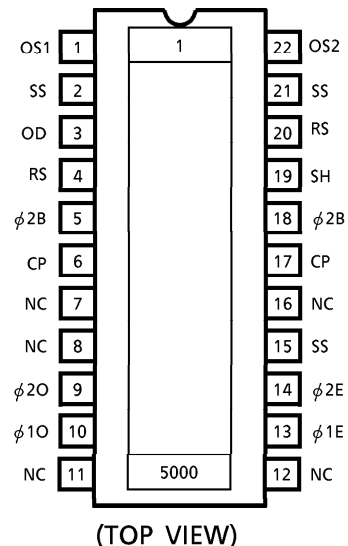 OS1 1 1 22 OS2
SS 2 21 SS
OD 3 20 RS
RS 4 19 SH
ϕ2B 5 18 ϕ2B
CP 6 17 CP
NC 7 16 NC
NC 8 15 SS
ϕ2O 9 14 ϕ2E
ϕ1O 10 13 ϕ1E
NC 11 5000 12 NC
(TOP VIEW)